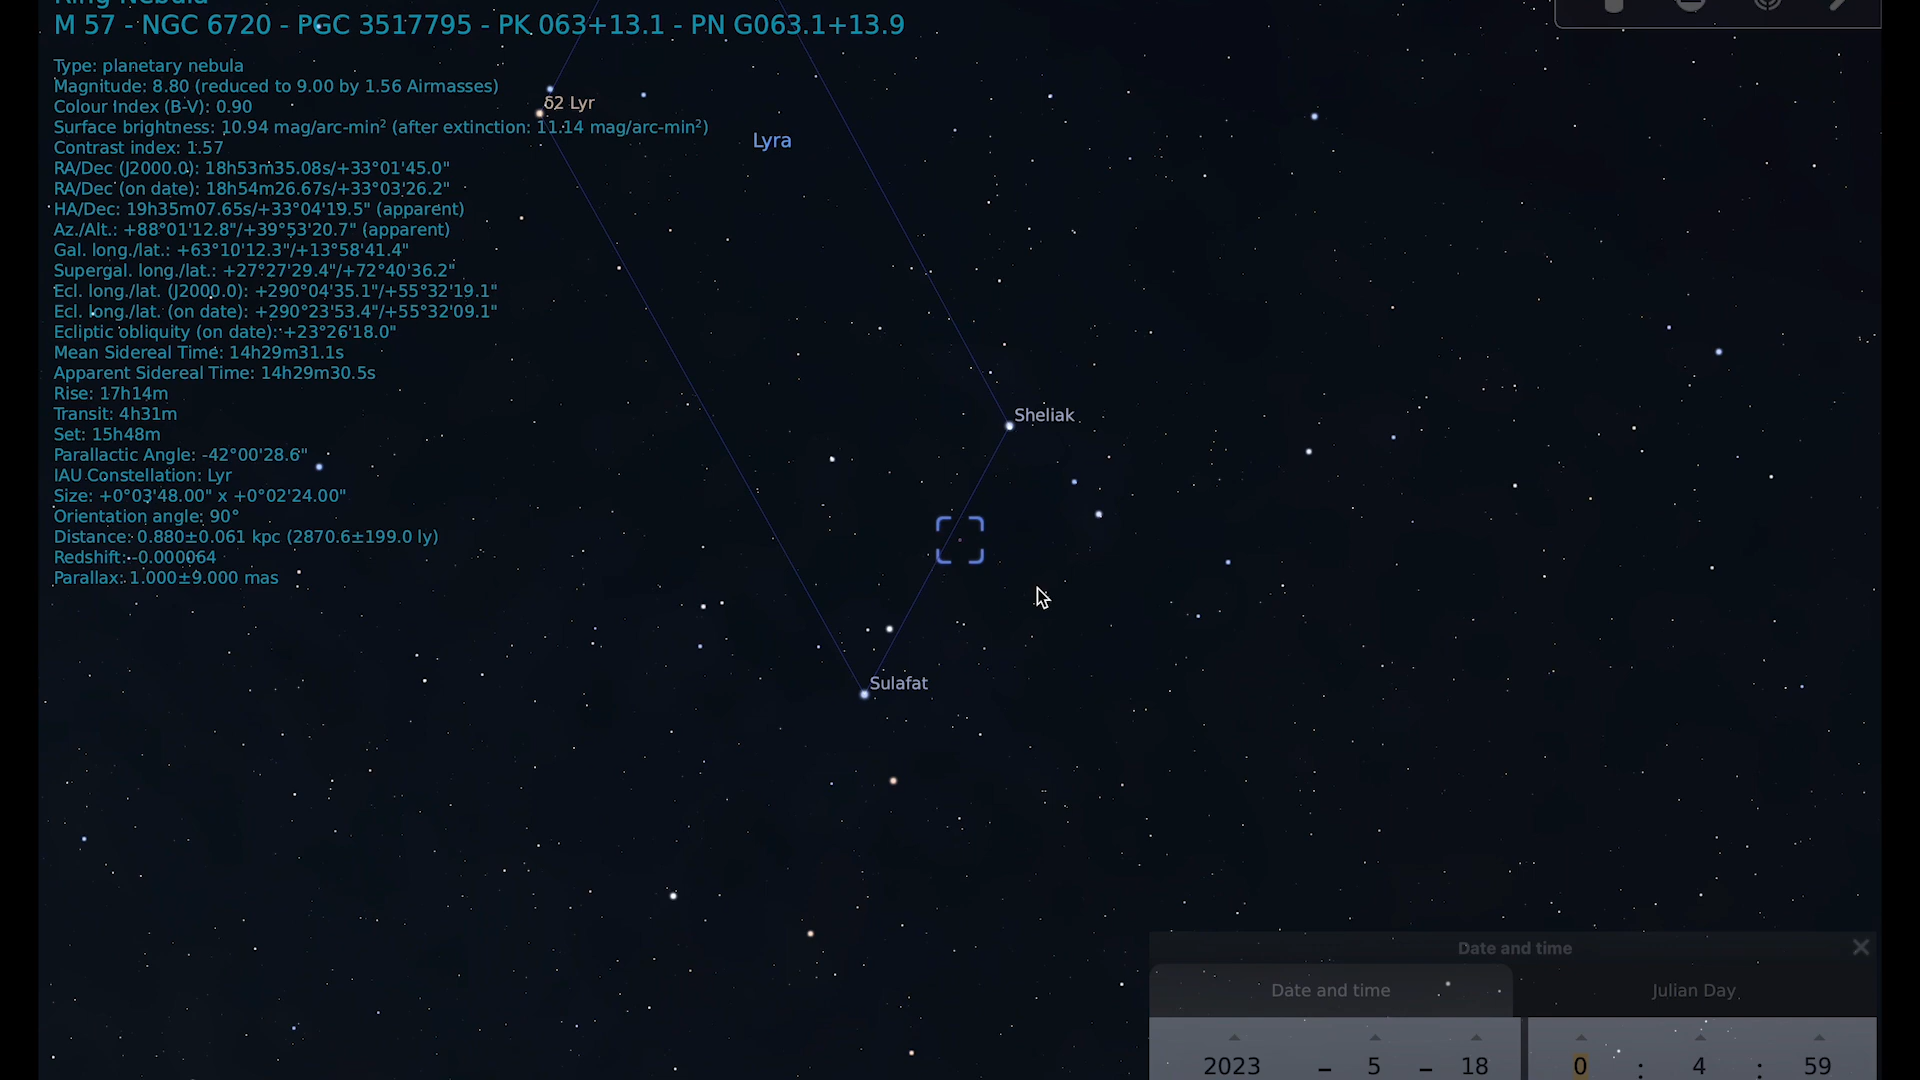 Ring Nebula
M 57 - NGC 6720 - PGC 3517795 - PK 063+13.1 - PN G063.1+13.9
Type: planetary nebula
Magnitude: 8.80 (reduced to 9.00 by 1.56 Airmasses)
Colour Index (B-V): 0.90
Surface brightness: 10.94 mag/arc-min² (after extinction: 11.14 mag/arc-min²)
Contrast index: 1.57
RA/Dec (J2000.0): 18h53m35.08s/+33°01'45.0"
RA/Dec (on date): 18h54m26.67s/+33°03'26.2"
HA/Dec: 19h35m07.65s/+33°04'19.5" (apparent)
Az./Alt.: +88°01'12.8"/+39°53'20.7" (apparent)
Gal. long./lat.: +63°10'12.3"/+13°58'41.4"
Supergal. long./lat.: +27°27'29.4"/+72°40'36.2"
Ecl. long./lat. (J2000.0): +290°04'35.1"/+55°32'19.1"
Ecl. long./lat. (on date): +290°23'53.4"/+55°32'09.1"
Ecliptic obliquity (on date): +23°26'18.0"
Mean Sidereal Time: 14h29m31.1s
Apparent Sidereal Time: 14h29m30.5s
Rise: 17h14m
Transit: 4h31m
Set: 15h48m
Parallactic Angle: -42°00'28.6"
IAU Constellation: Lyr
Size: +0°03'48.00" x +0°02'24.00"
Orientation angle: 90°
Distance: 0.880±0.061 kpc (2870.6±199.0 ly)
Redshift: -0.000064
Parallax: 1.000±9.000 mas
δ2 Lyr
Lyra
Sheliak
Sulafat
Date and time
Date and time Julian Day
2023 – 5 – 18 0 : 4 : 59